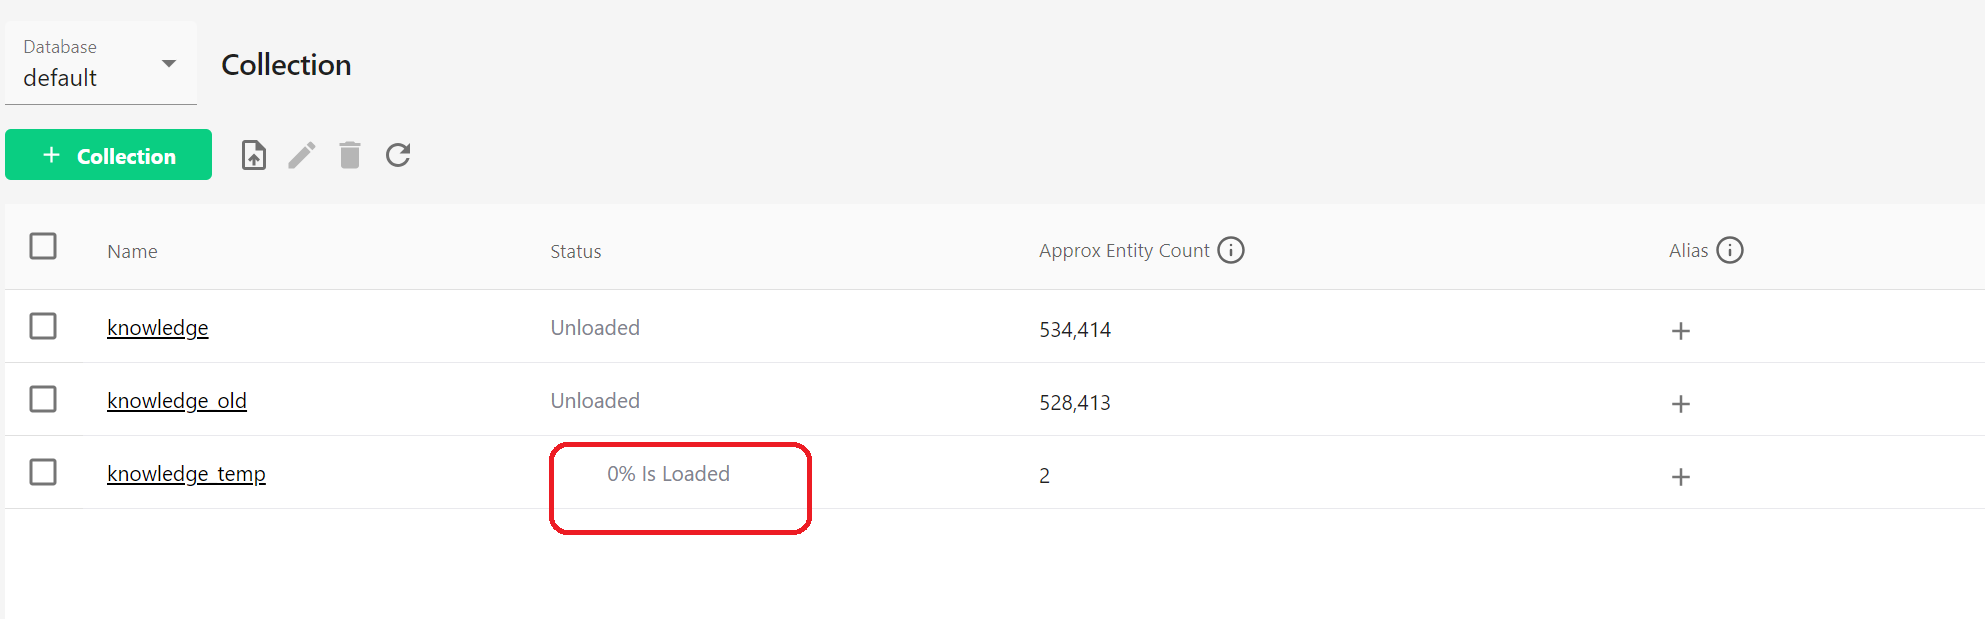 Database
default
Collection
+ Collection
Name Status Approx Entity Count Alias
knowledge Unloaded 534,414 +
knowledge_old Unloaded 528,413 +
knowledge_temp 0% Is Loaded 2 +